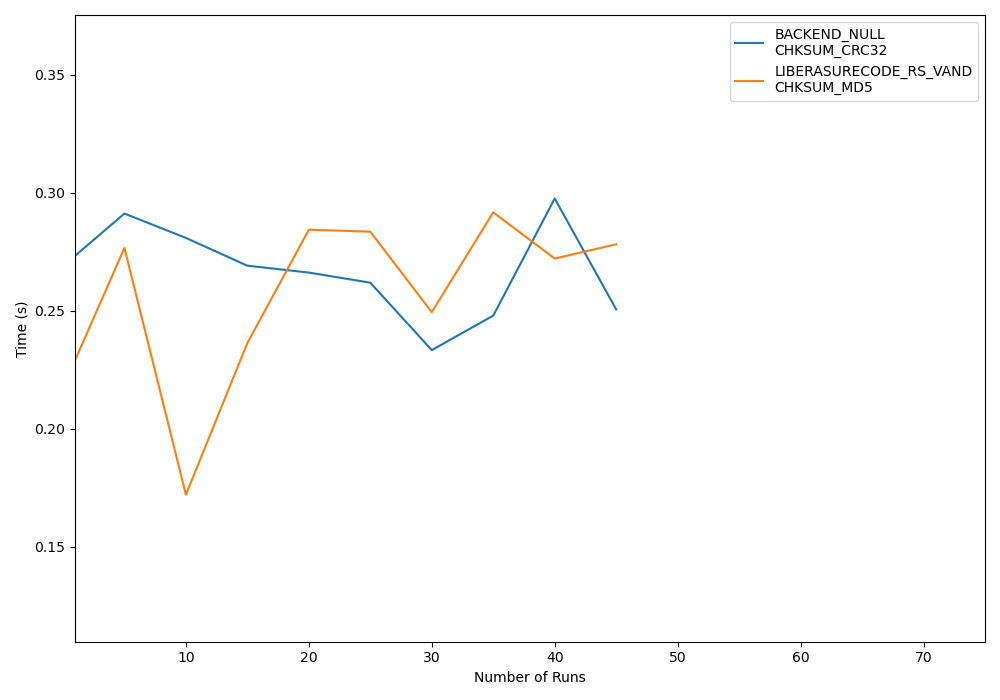 BACKEND_NULL
CHKSUM_CRC32
LIBERASURECODE_RS_VAND
CHKSUM_MD5
0.35
0.30
0.25
0.20
0.15
Time (s)
10 20 30 40 50 60 70
Number of Runs